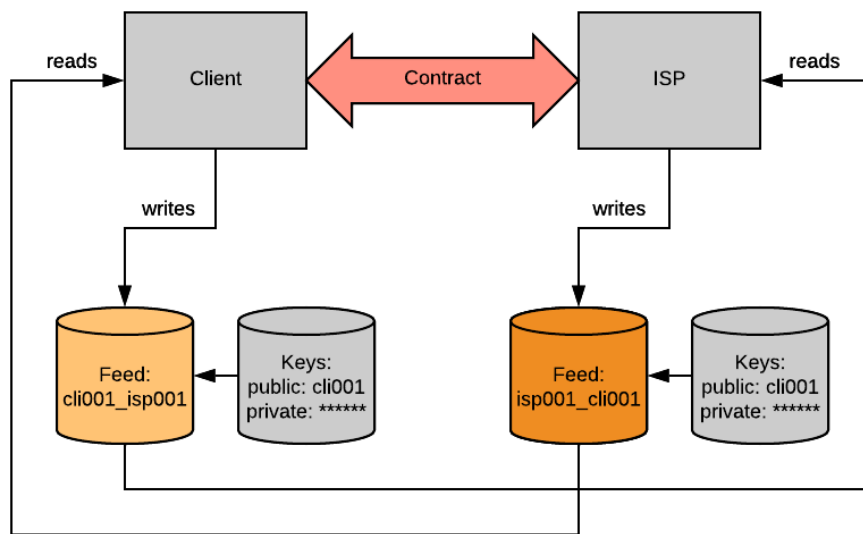 reads
Client
Contract
ISP
reads
writes
writes
Feed:
cli001_isp001
Keys:
public: cli001
private: ******
Feed:
isp001_cli001
Keys:
public: cli001
private: ******